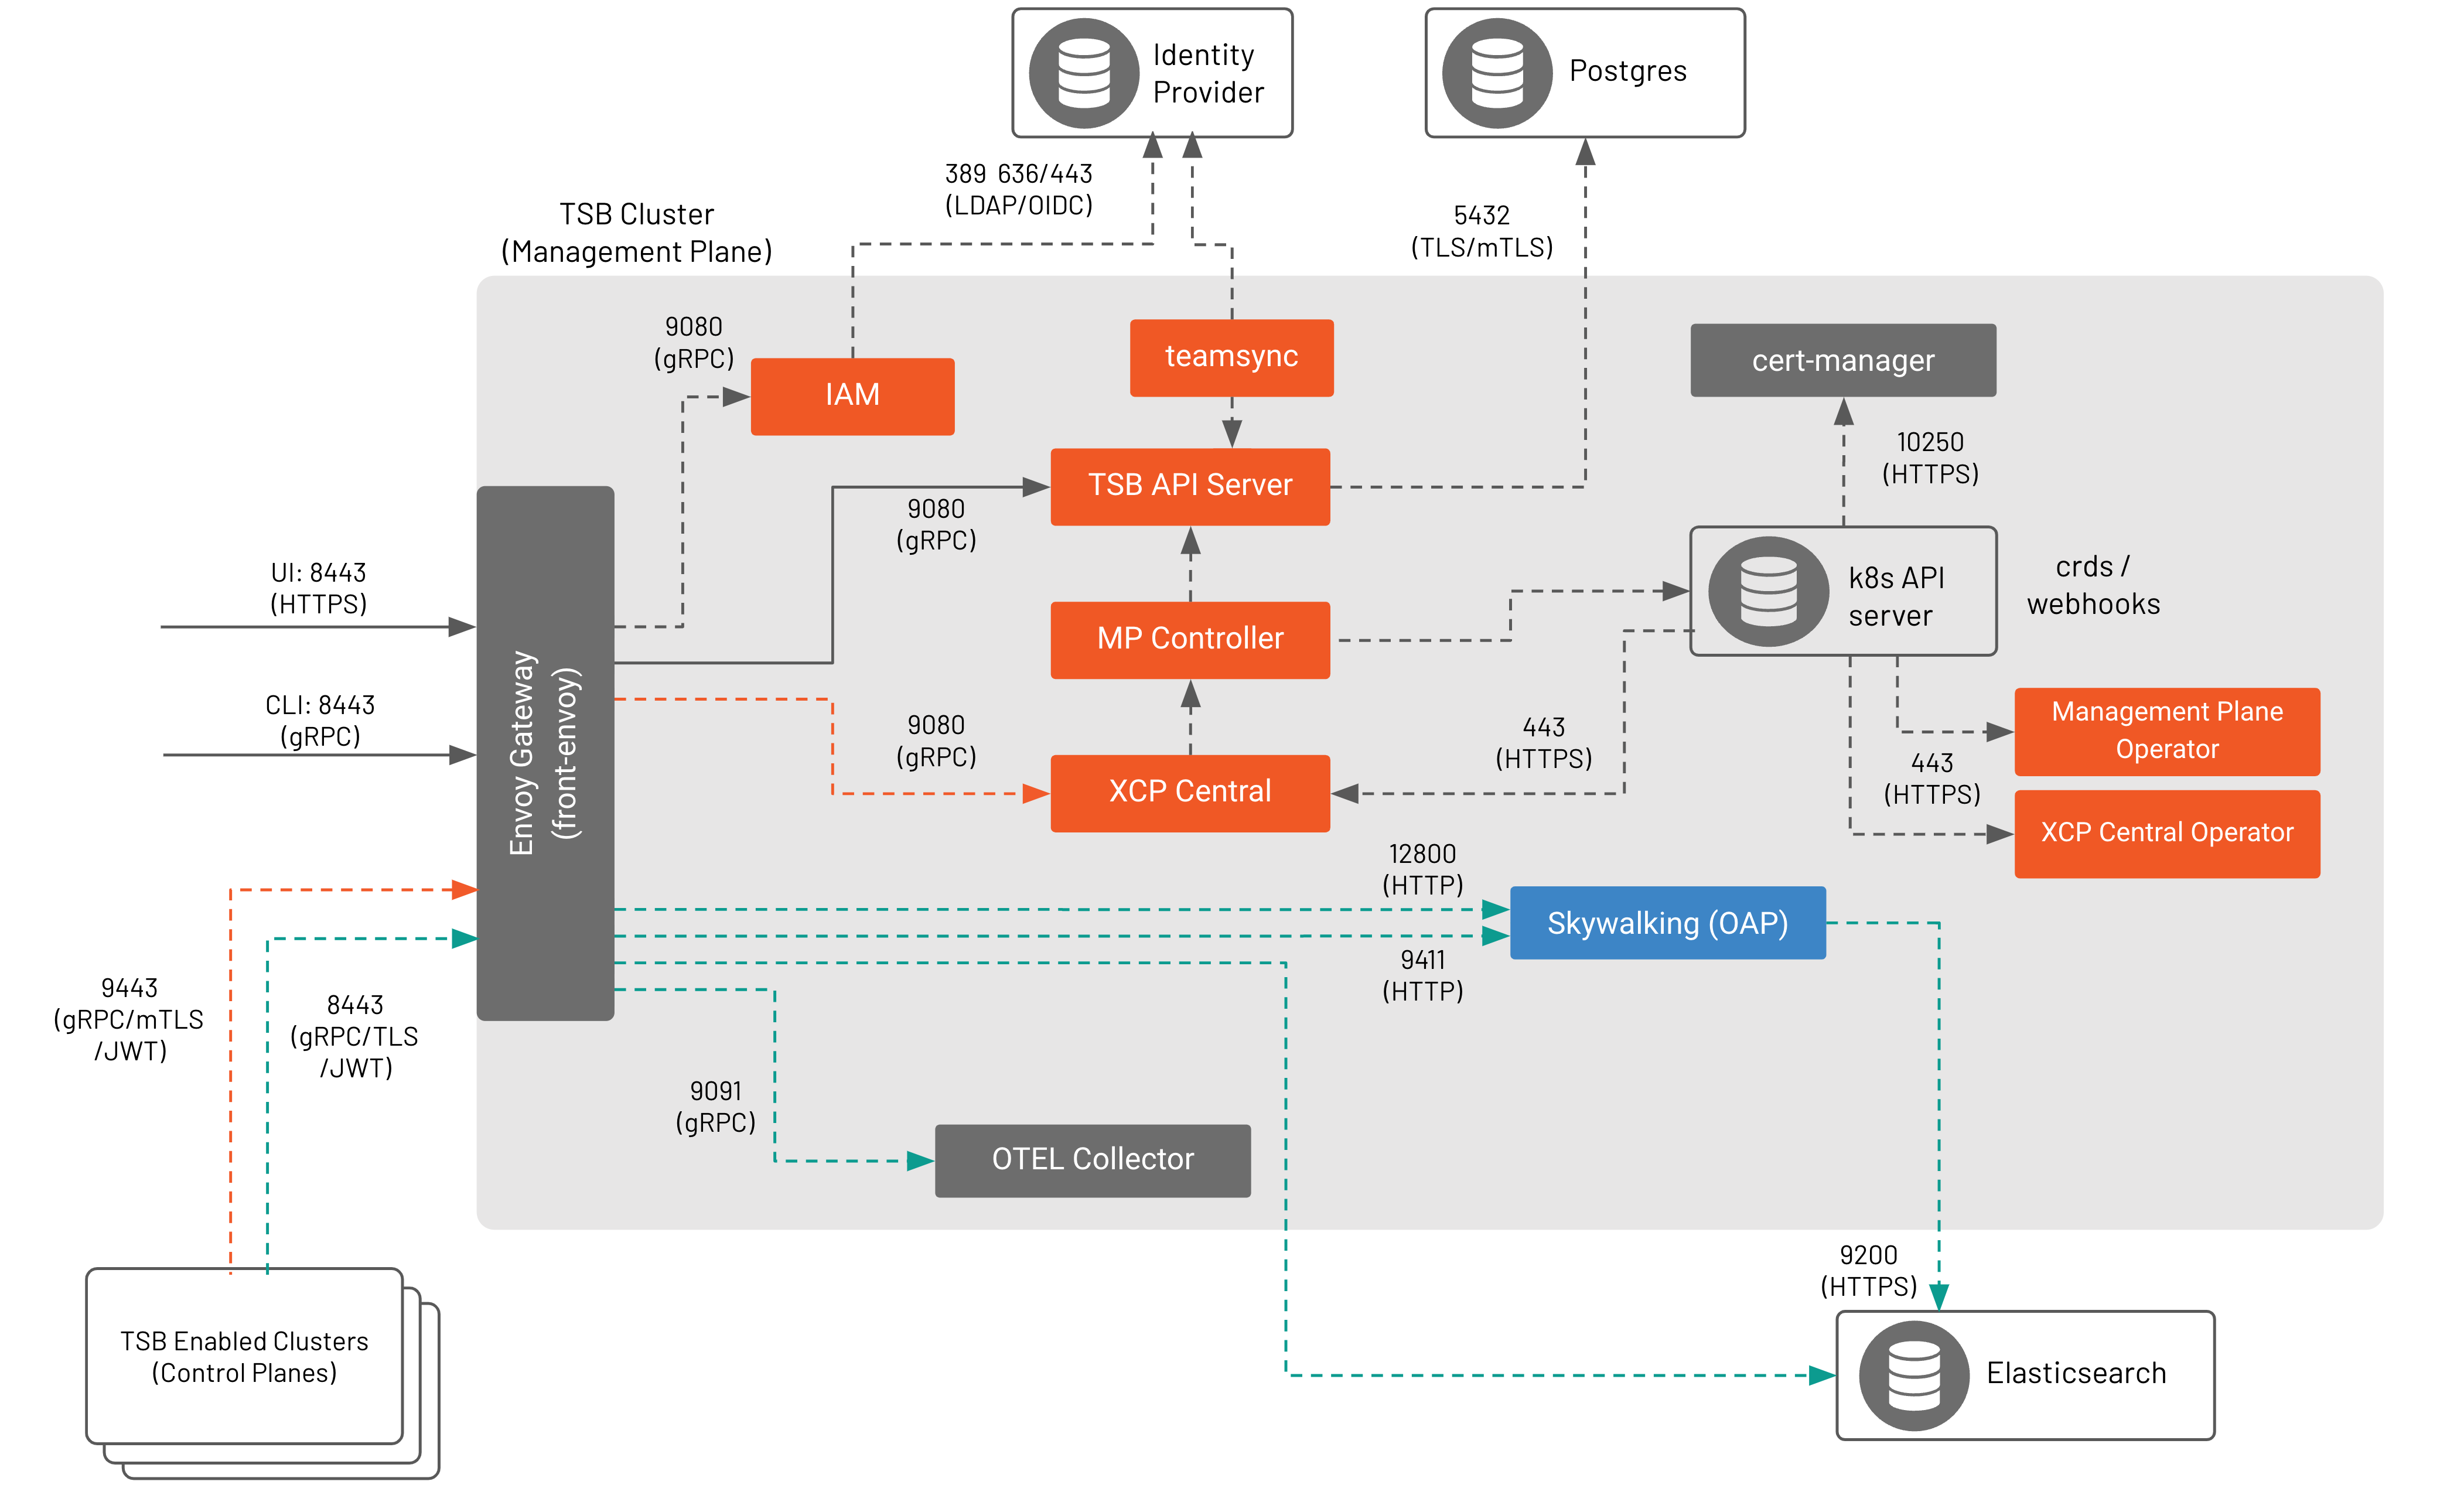 Identity
Provider
Postgres
389  636/443
(LDAP/OIDC)
5432
(TLS/mTLS)
TSB Cluster
(Management Plane)
9080
(gRPC)
IAM
teamsync
cert-manager
10250
(HTTPS)
TSB API Server
9080
(gRPC)
k8s API
server
crds /
webhooks
UI: 8443
(HTTPS)
MP Controller
CLI: 8443
(gRPC)
Envoy Gateway
(front-envoy)
9080
(gRPC)
XCP Central
443
(HTTPS)
Management Plane
Operator
443
(HTTPS)
XCP Central Operator
12800
(HTTP)
Skywalking (OAP)
9411
(HTTP)
9443
(gRPC/mTLS
/JWT)
8443
(gRPC/TLS
/JWT)
9091
(gRPC)
OTEL Collector
9200
(HTTPS)
TSB Enabled Clusters
(Control Planes)
Elasticsearch